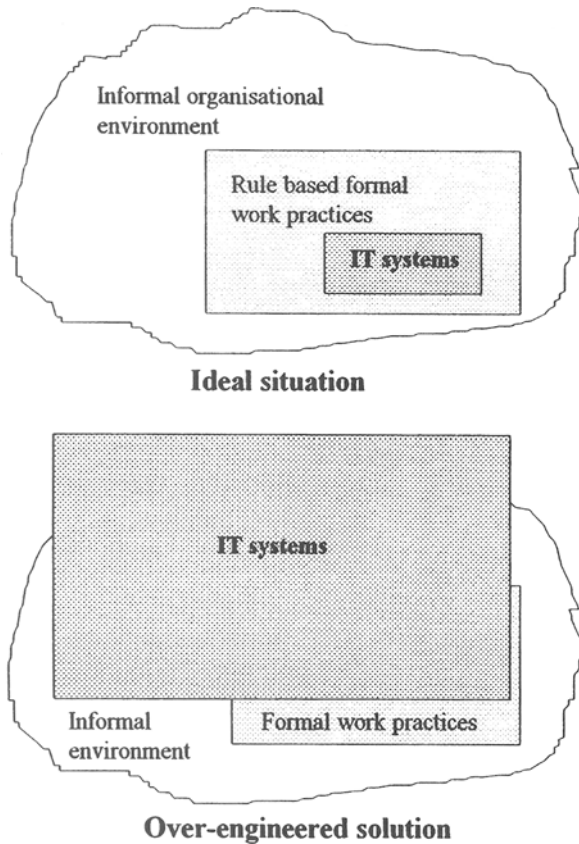 Informal organisational
environment
Rule based formal
work practices
IT systems
Ideal situation
IT systems
Informal
environment
Formal work practices
Over-engineered solution